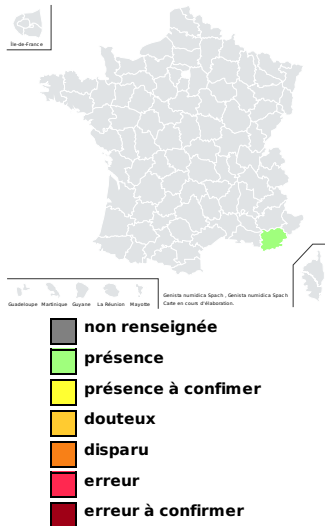 Île-de-France
Guadeloupe Martinique Guyane La Réunion Mayotte
Genista numidica Spach , Genista numidica Spach
Carte en cours d'élaboration.
non renseignée
présence
présence à confimer
douteux
disparu
erreur
erreur à confirmer